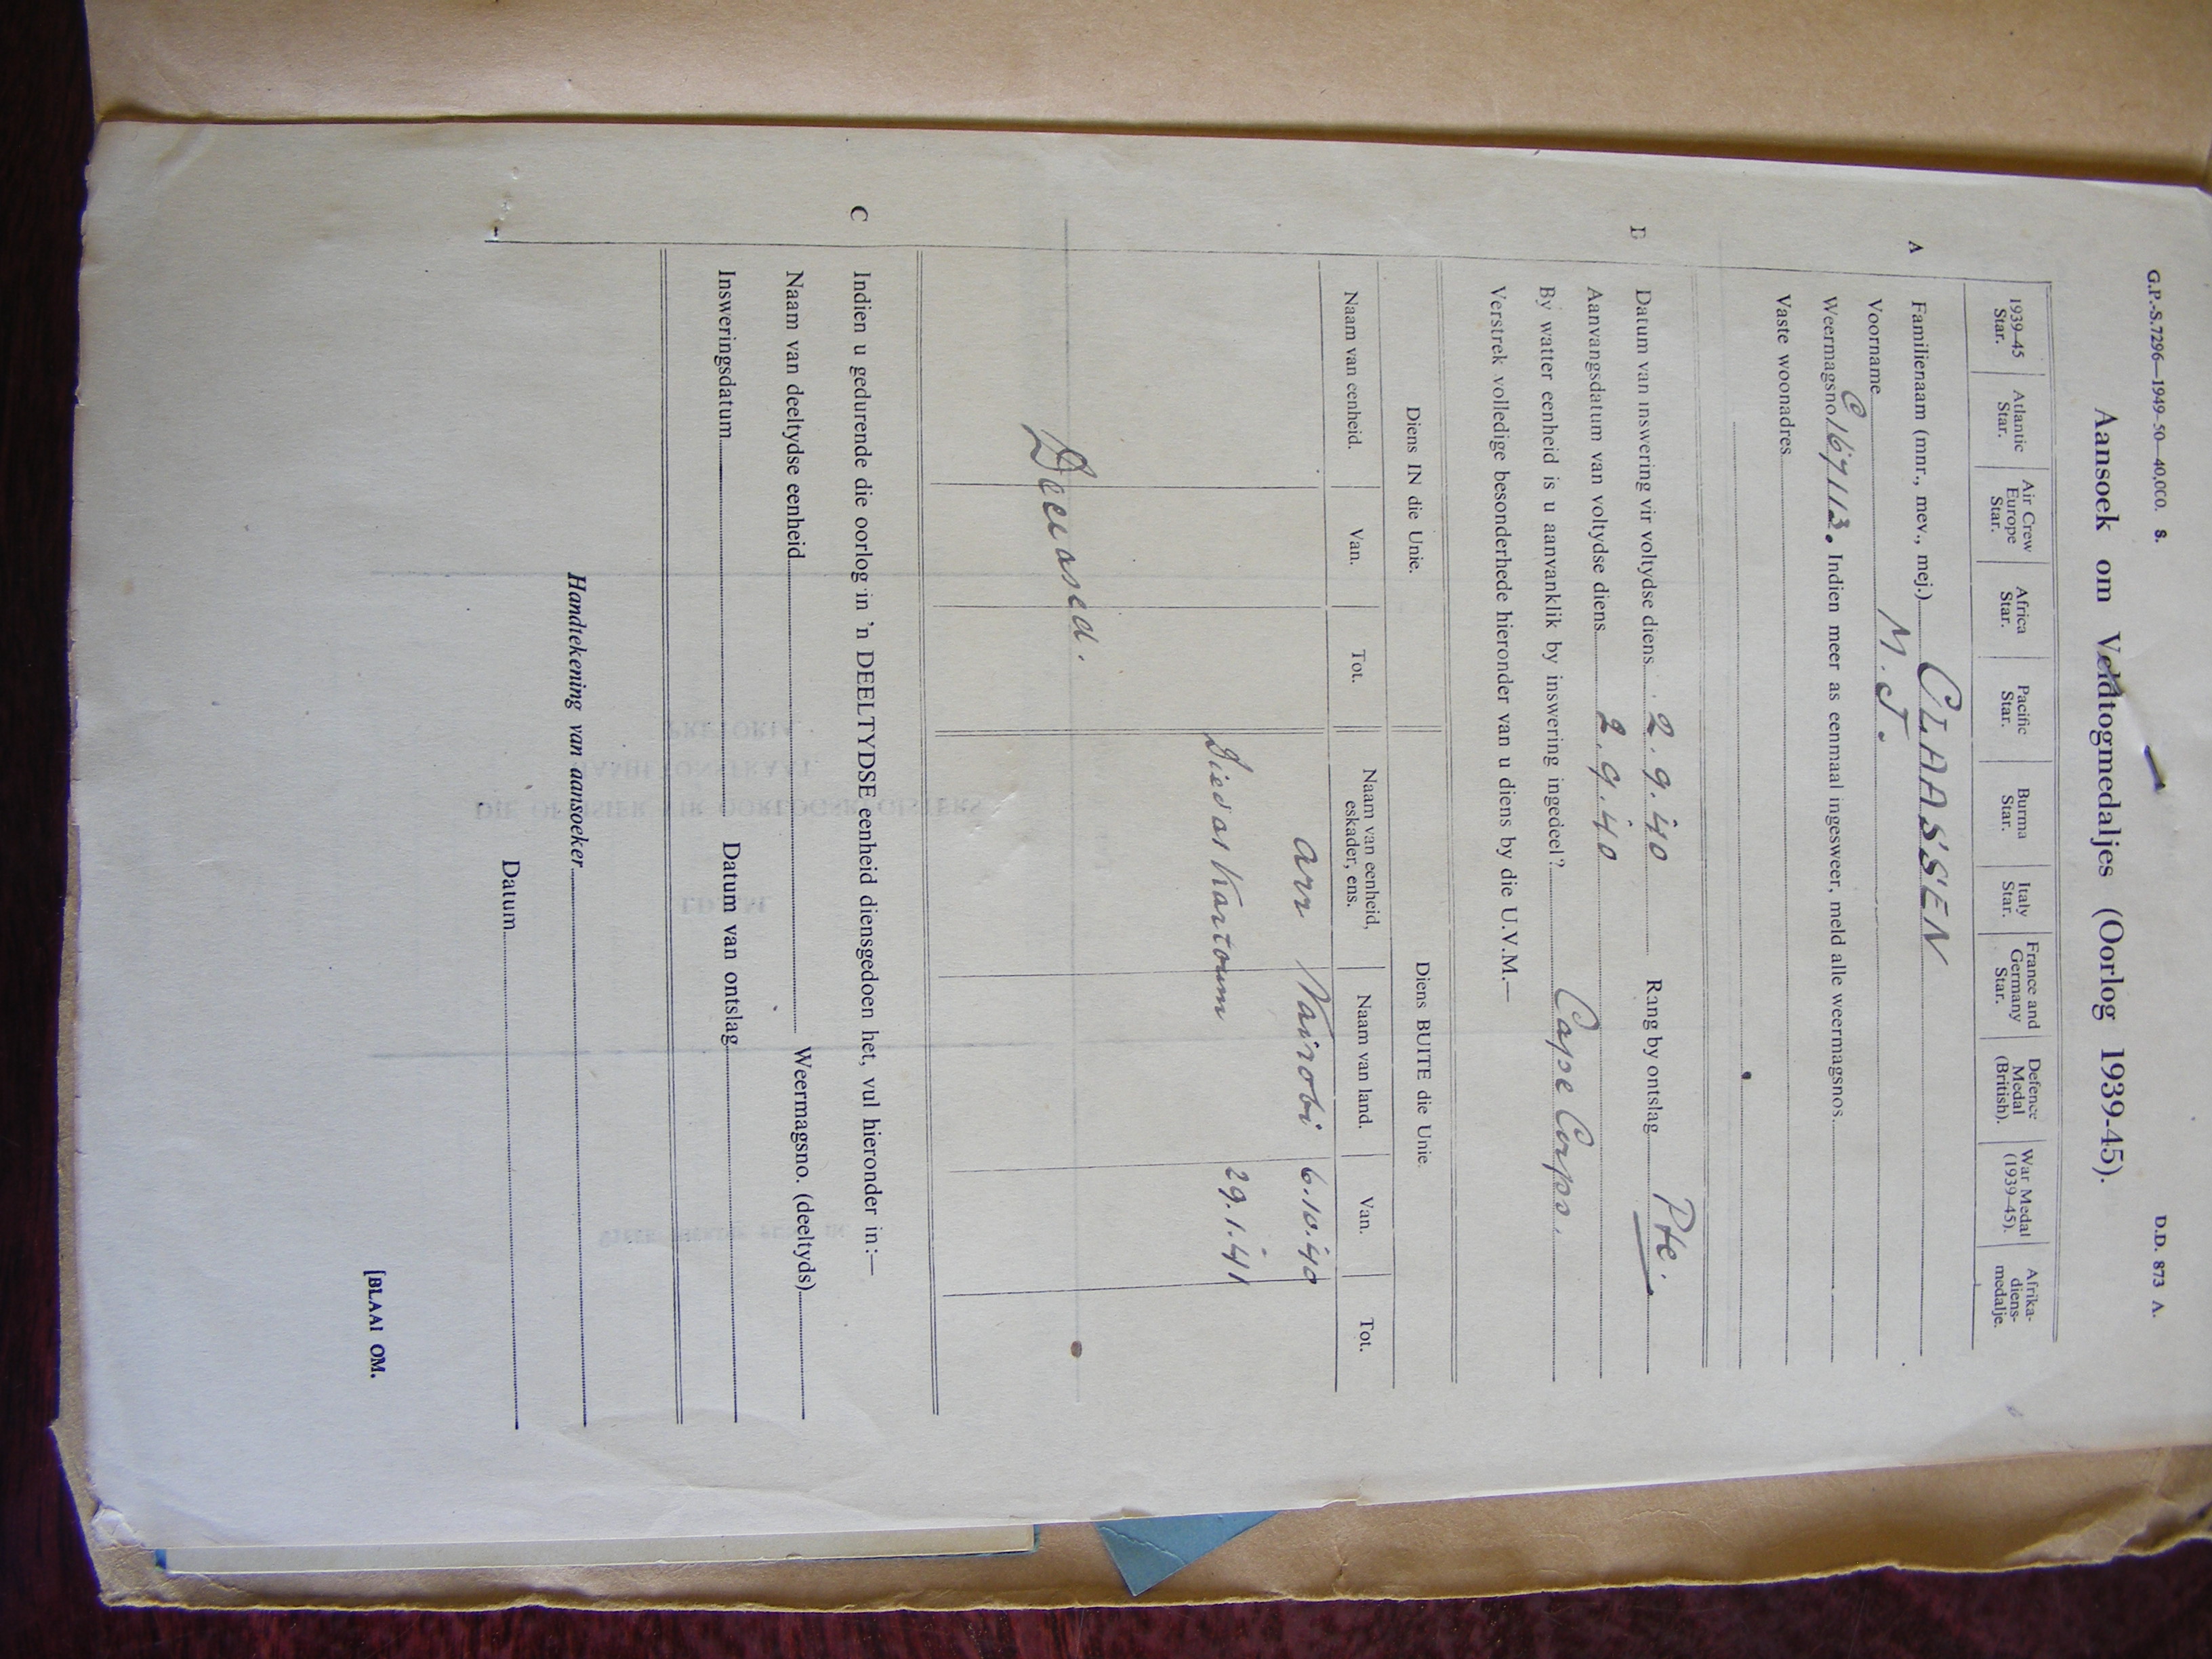 G.P.-S.7296—1949-50—40,000. S. D.D. 873 A.
Aansoek om Veldtogmedaljes (Oorlog 1939-45).
1939–45 Star. Atlantic Star. Air Crew Europe Star. Africa Star. Pacific Star. Burma Star. Italy Star. France and Germany Star. Defence Medal (British). War Medal (1939–45). Afrika-diens-medalje.
A Familienaam (mnr., mev., mej.) CLAASSEN
Voorname M. J.
Weermagsno. C 167113. Indien meer as eenmaal ingesweer, meld alle weermagsnos.
Vaste woonadres
B Datum van inswering vir voltydse diens 2.9.40 Rang by ontslag Pte.
Aanvangsdatum van voltydse diens 2.9.40
By watter eenheid is u aanvanklik by inswering ingedeel? Cape Corps.
Verstrek volledige besonderhede hieronder van u diens by die U.V.M.—
Diens IN die Unie. Diens BUITE die Unie.
Naam van eenheid. Van. Tot. Naam van eenheid, eskader, ens. Naam van land. Van. Tot.
arr Nairobi 6.10.40
Died at Kartoum 29.1.41
Deceased.
C Indien u gedurende die oorlog in 'n DEELTYDSE eenheid diensgedoen het, vul hieronder in:—
Naam van deeltydse eenheid Weermagsno. (deeltyds)
Insweringsdatum Datum van ontslag
Handtekening van aansoeker
Datum
[BLAAI OM.